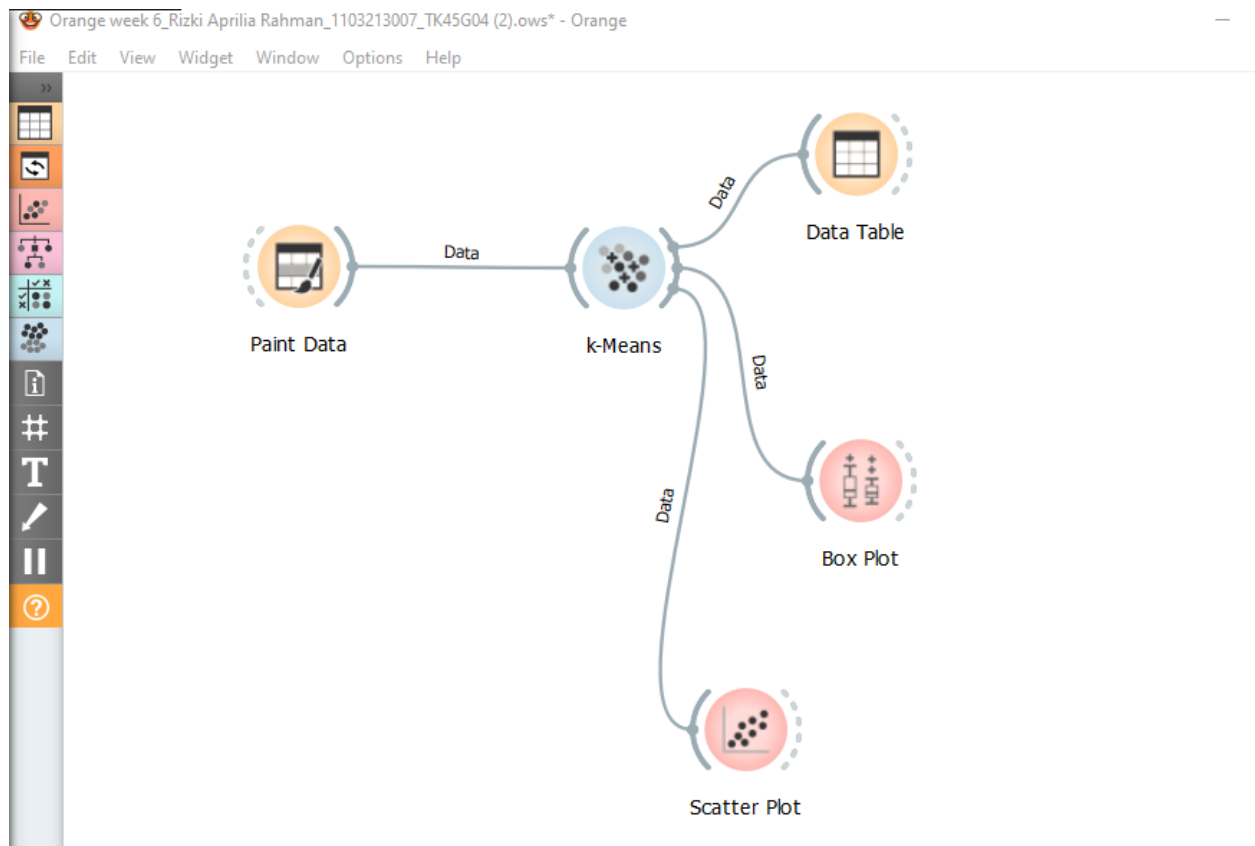 Orange week 6_Rizki Aprilia Rahman_1103213007_TK45G04 (2).ows* - Orange
File Edit View Widget Window Options Help
Data
Data Table
Data
Paint Data
k-Means
Data
Data
Box Plot
Scatter Plot